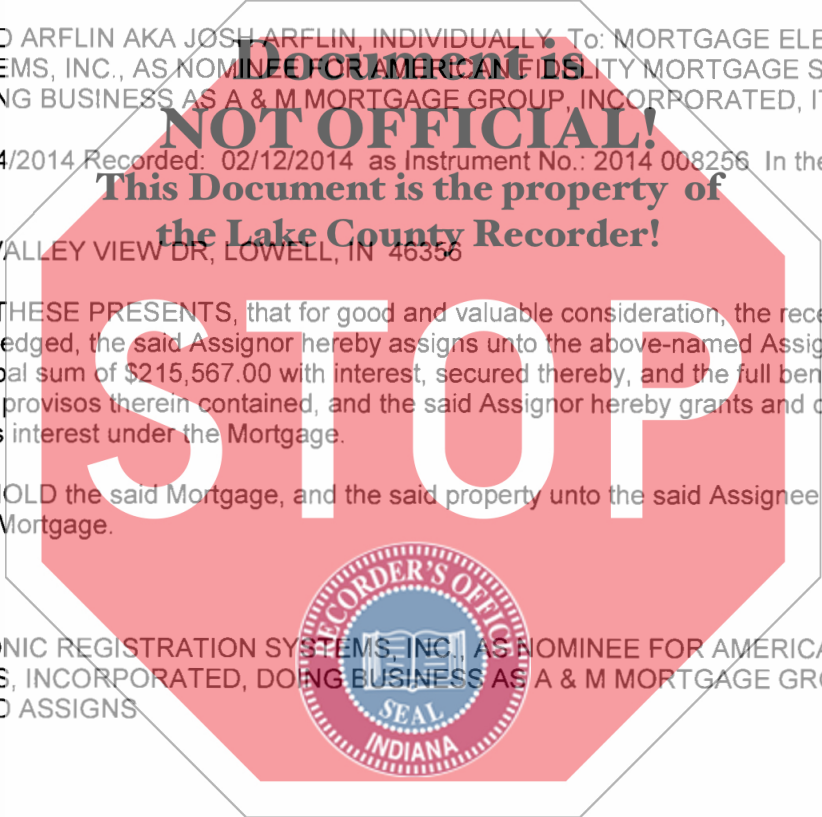 ARFLIN AKA JOSH ARFLIN, INDIVIDUALLY To: MORTGAGE ELE
EMS, INC., AS NOMINEE FOR AMERICAN FIDELITY MORTGAGE S
NG BUSINESS AS A & M MORTGAGE GROUP, INCORPORATED, IT
Document is
NOT OFFICIAL!
4/2014 Recorded: 02/12/2014 as Instrument No.: 2014 008256 In the
This Document is the property of
the Lake County Recorder!
VALLEY VIEW DR, LOWELL, IN 46356
THESE PRESENTS, that for good and valuable consideration, the rece
edged, the said Assignor hereby assigns unto the above-named Assig
pal sum of $215,567.00 with interest, secured thereby, and the full ben
provisos therein contained, and the said Assignor hereby grants and c
s interest under the Mortgage.
STOP
OLD the said Mortgage, and the said property unto the said Assignee
Mortgage.
RECORDER'S OFFICE
NIC REGISTRATION SYSTEMS, INC., AS NOMINEE FOR AMERICA
S, INCORPORATED, DOING BUSINESS AS A & M MORTGAGE GRO
D ASSIGNS
SEAL
INDIANA